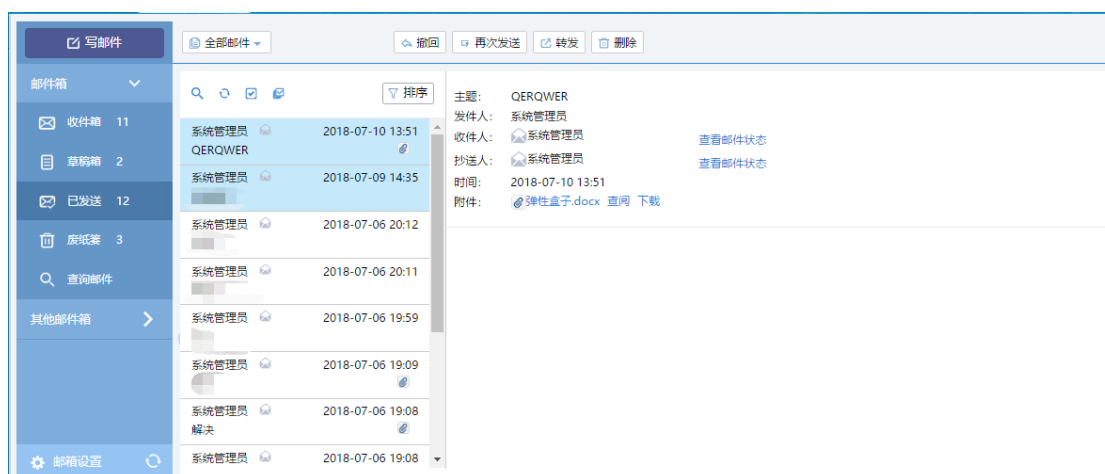 写邮件
全部邮件
撤回 再次发送 转发 删除
邮件箱
收件箱 11
草稿箱 2
已发送 12
废纸篓 3
查询邮件
其他邮件箱
邮箱设置
排序
系统管理员 2018-07-10 13:51
QERQWER
系统管理员 2018-07-09 14:35
系统管理员 2018-07-06 20:12
系统管理员 2018-07-06 20:11
系统管理员 2018-07-06 19:59
系统管理员 2018-07-06 19:09
系统管理员 2018-07-06 19:08
解决
系统管理员 2018-07-06 19:08
主题: QERQWER
发件人: 系统管理员
收件人: 系统管理员 查看邮件状态
抄送人: 系统管理员 查看邮件状态
时间: 2018-07-10 13:51
附件: 弹性盒子.docx 查阅 下载